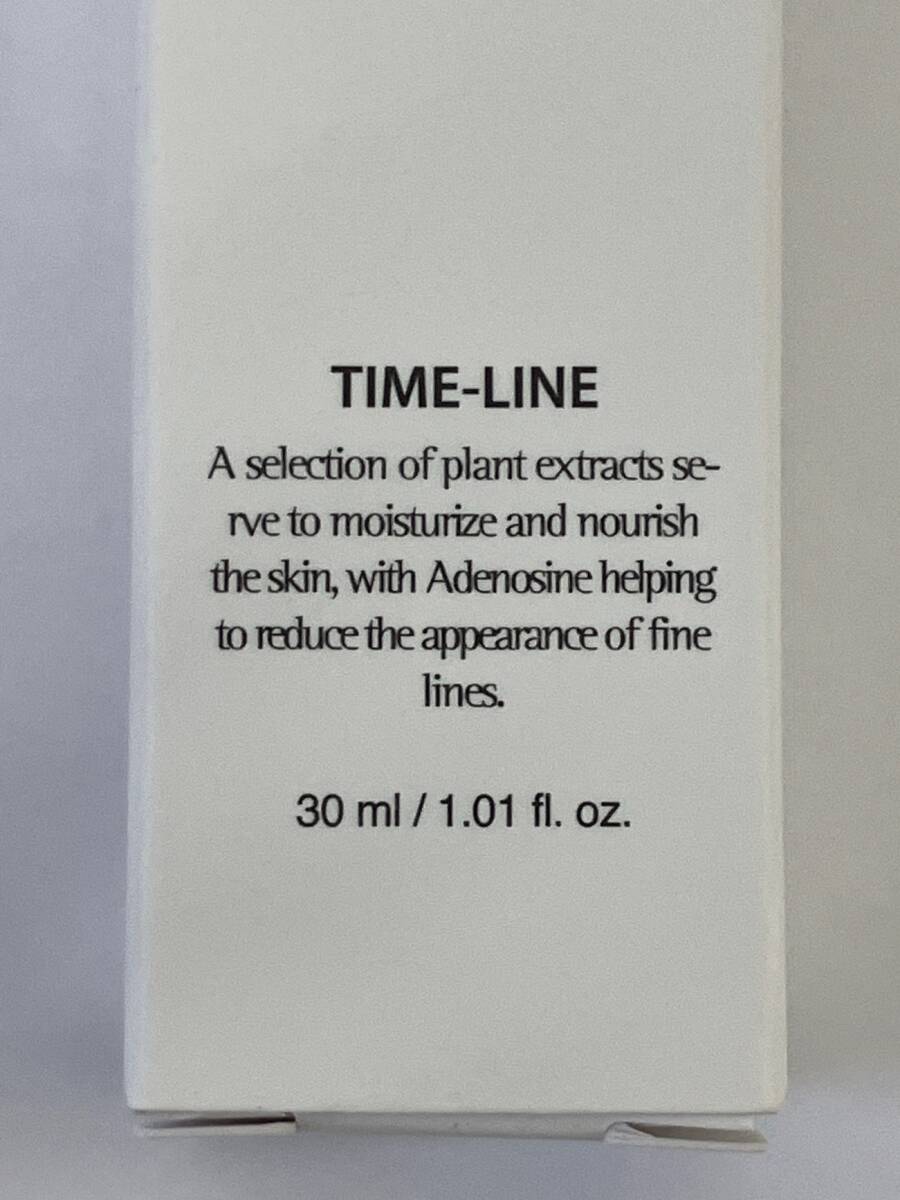 TIME-LINE
A selection of plant extracts se-
rve to moisturize and nourish
the skin, with Adenosine helping
to reduce the appearance of fine
lines.
30 ml / 1.01 fl. oz.